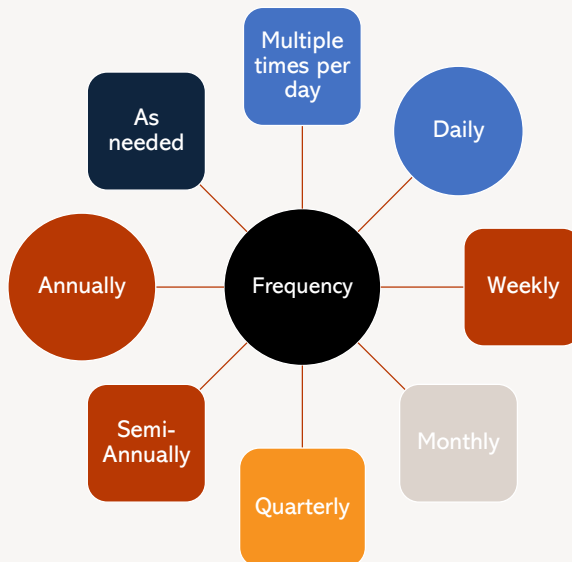 Multiple
times per
day
Daily
As
needed
Annually
Frequency
Weekly
Semi-
Annually
Monthly
Quarterly